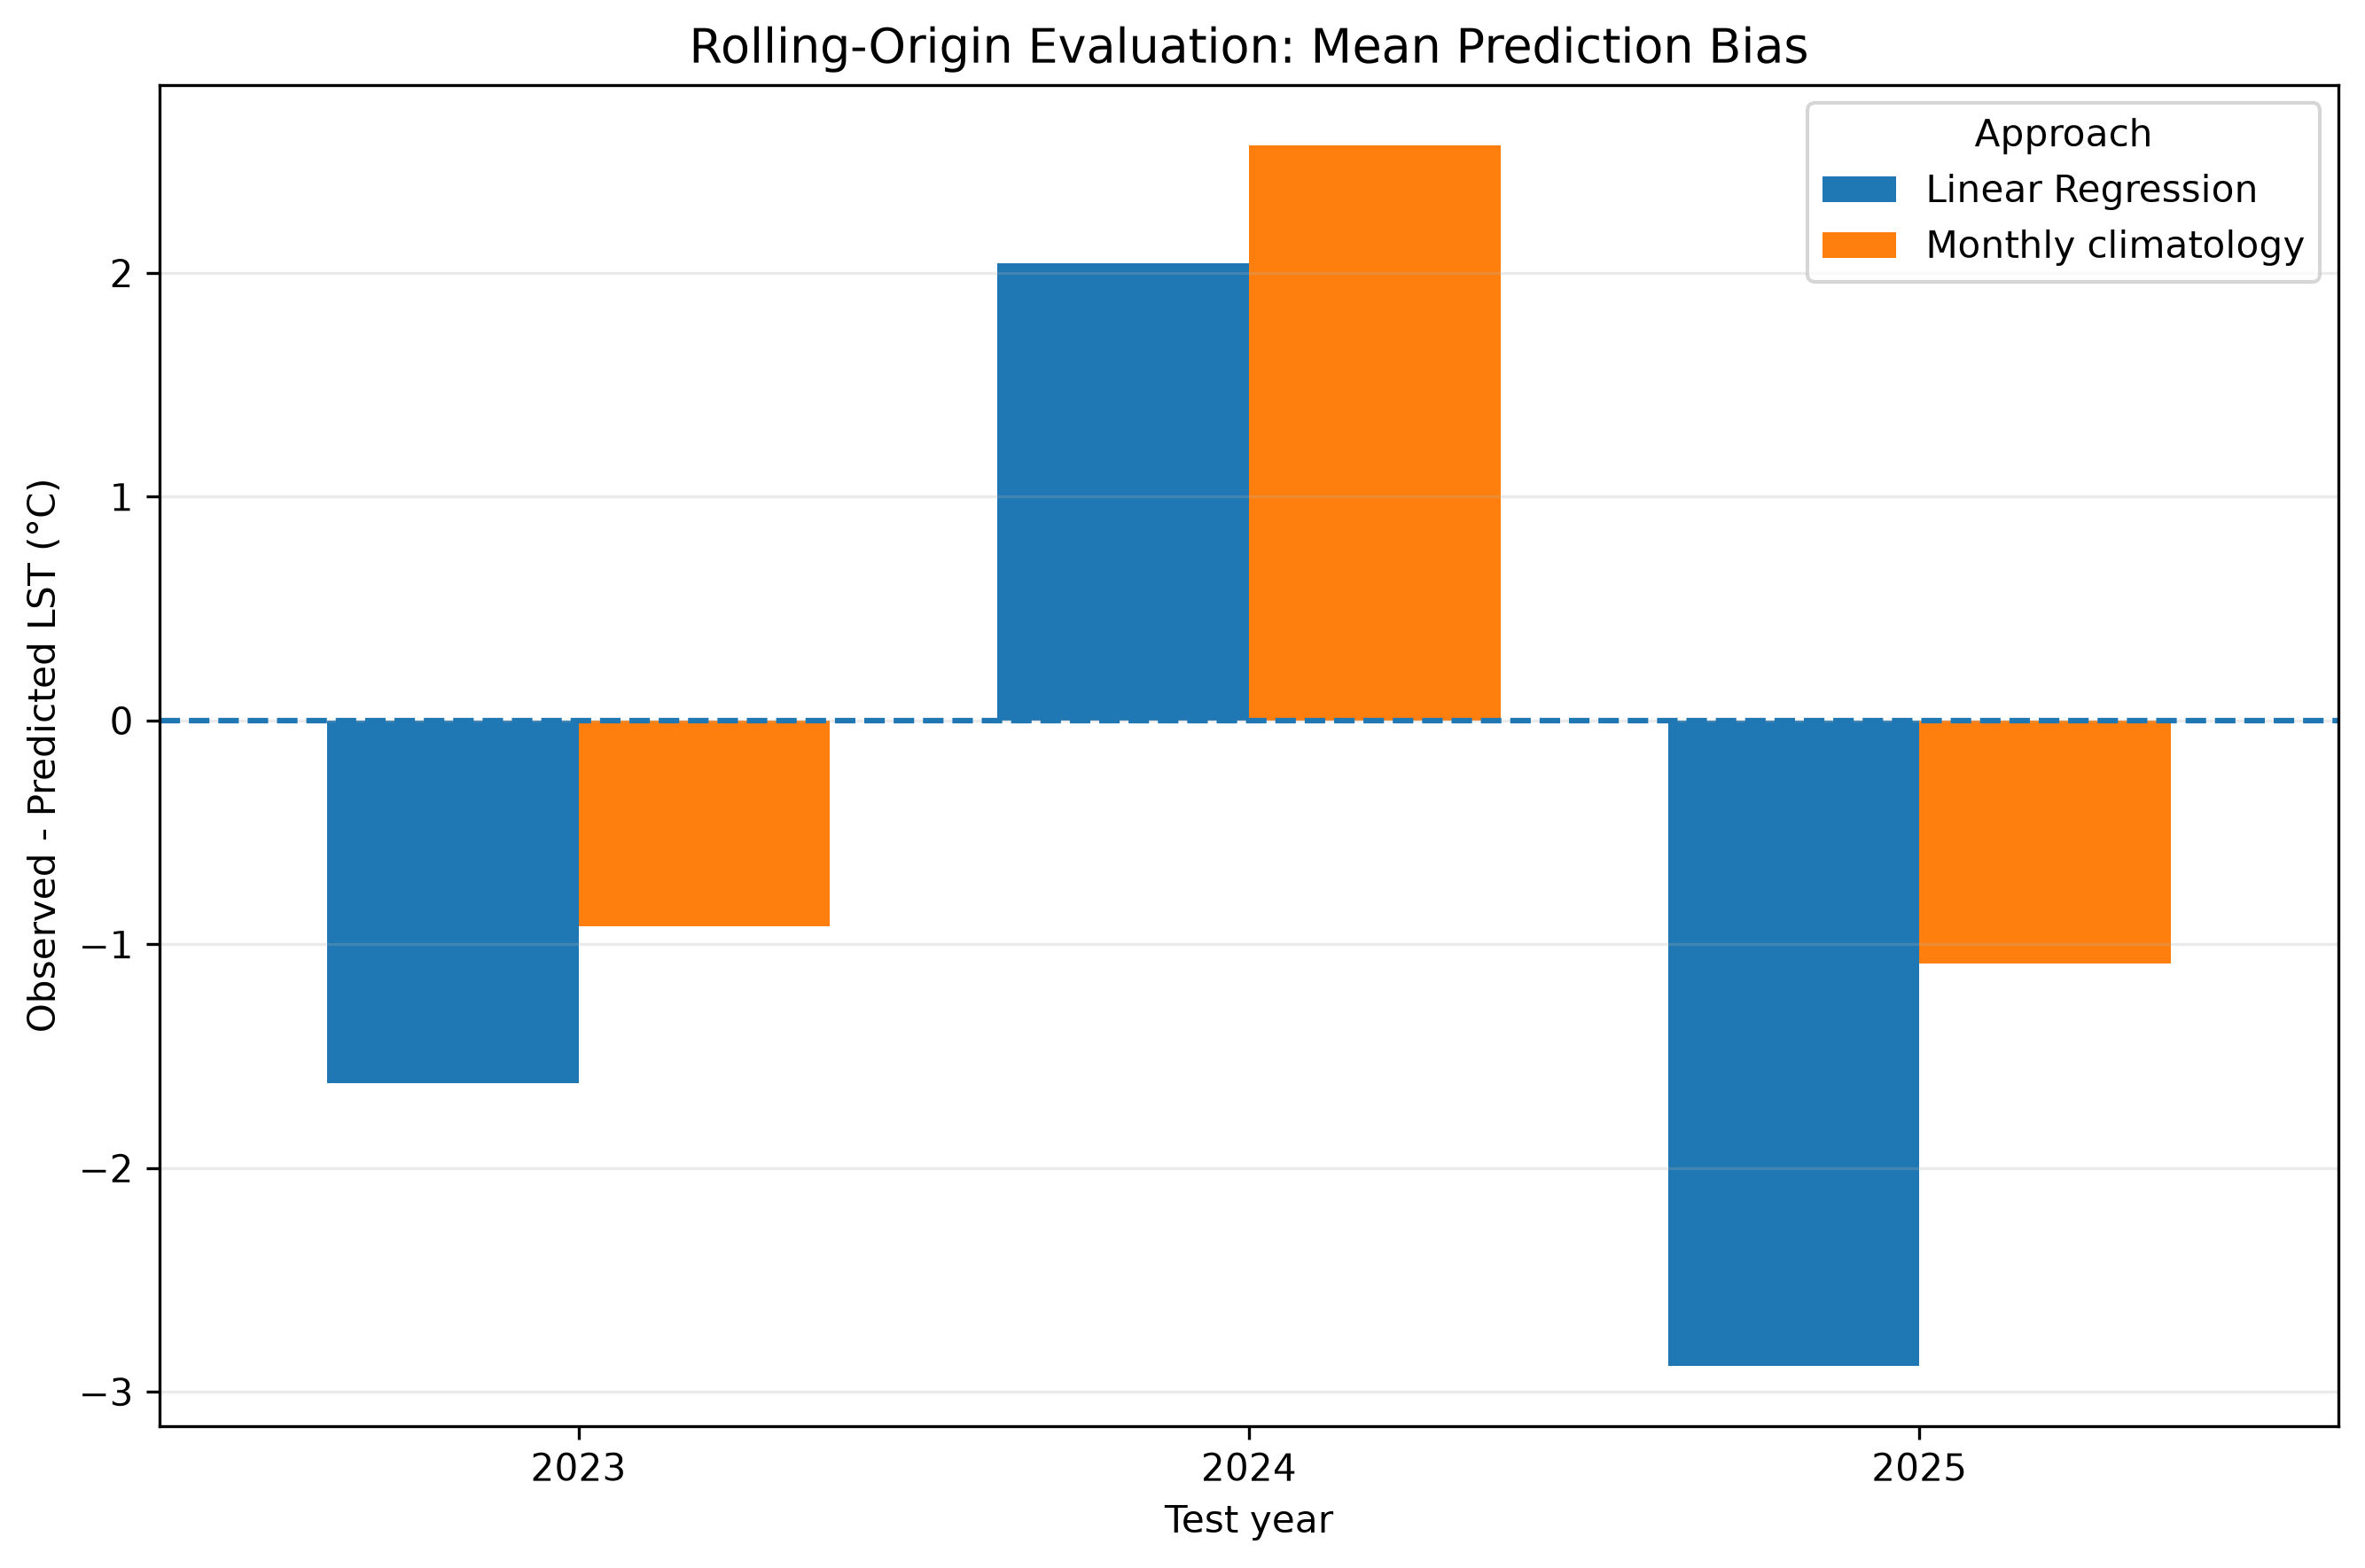 Rolling-Origin Evaluation: Mean Prediction Bias
Approach
Linear Regression
Monthly climatology
Observed - Predicted LST (°C)
2
1
0
−1
−2
−3
2023
2024
2025
Test year